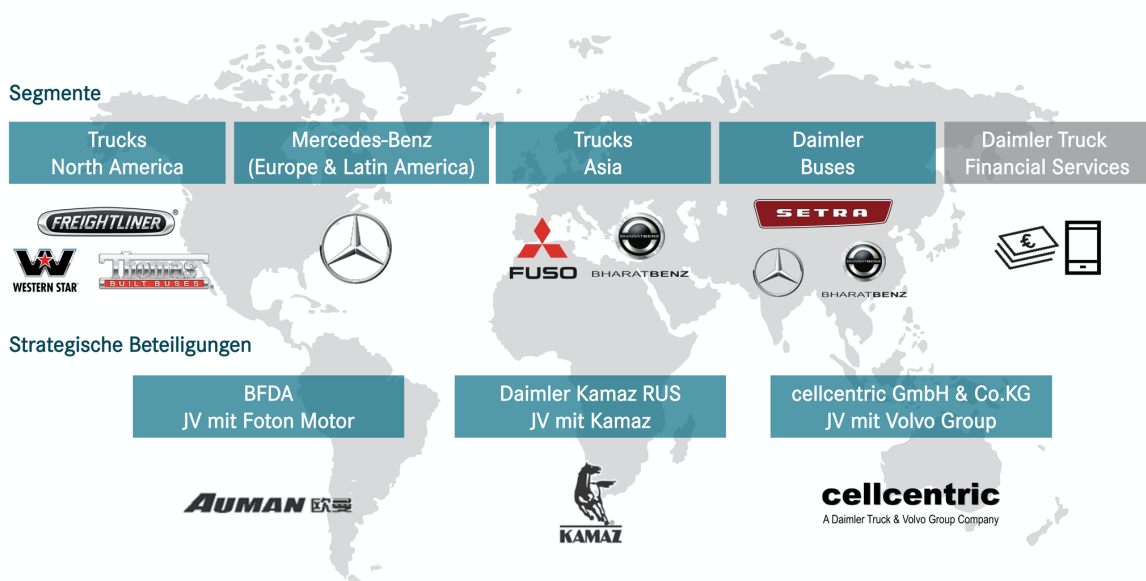 Segmente
Trucks
North America
Mercedes-Benz
(Europe & Latin America)
Trucks
Asia
Daimler
Buses
Daimler Truck
Financial Services
FREIGHTLINER®
WESTERN STAR
Thomas®
BUILT BUSES
FUSO
BHARATBENZ
BHARATBENZ
SETRA
BHARATBENZ
BHARATBENZ
€
Strategische Beteiligungen
BFDA
JV mit Foton Motor
Daimler Kamaz RUS
JV mit Kamaz
cellcentric GmbH & Co.KG
JV mit Volvo Group
AUMAN 欧曼
KAMAZ
cellcentric
A Daimler Truck & Volvo Group Company